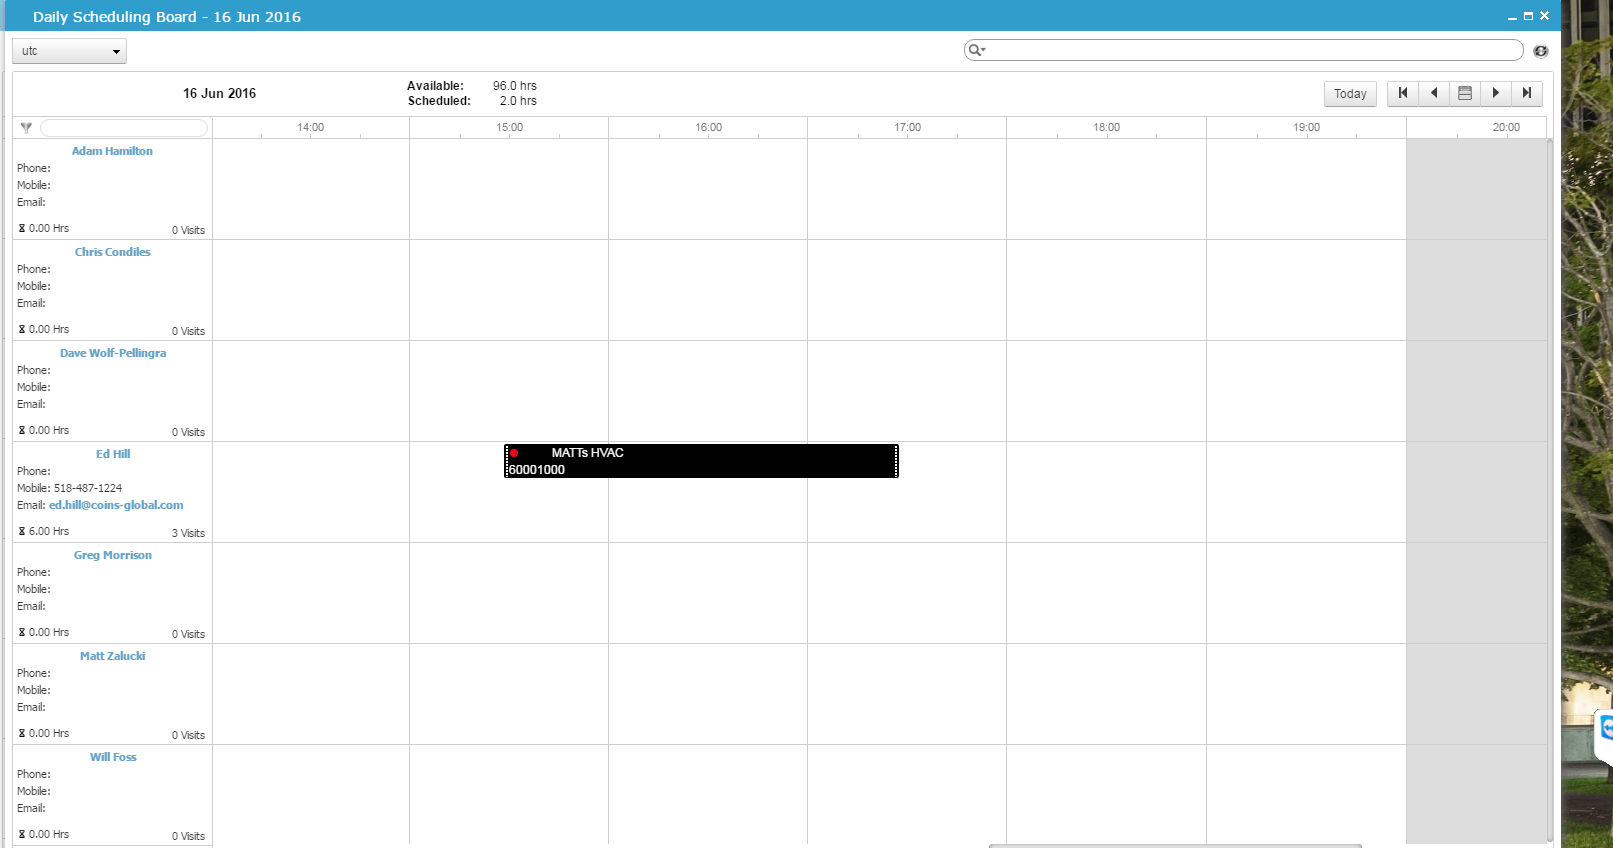 Daily Scheduling Board - 16 Jun 2016
utc
16 Jun 2016
Available: 96.0 hrs
Scheduled: 2.0 hrs
Today
14:00 15:00 16:00 17:00 18:00 19:00 20:00
Adam Hamilton
Phone:
Mobile:
Email:
0.00 Hrs 0 Visits
Chris Condiles
Phone:
Mobile:
Email:
0.00 Hrs 0 Visits
Dave Wolf-Pellingra
Phone:
Mobile:
Email:
0.00 Hrs 0 Visits
Ed Hill
Phone:
Mobile: 518-487-1224
Email: ed.hill@coins-global.com
6.00 Hrs 3 Visits
MATTs HVAC
60001000
Greg Morrison
Phone:
Mobile:
Email:
0.00 Hrs 0 Visits
Matt Zalucki
Phone:
Mobile:
Email:
0.00 Hrs 0 Visits
Will Foss
Phone:
Mobile:
Email:
0.00 Hrs 0 Visits